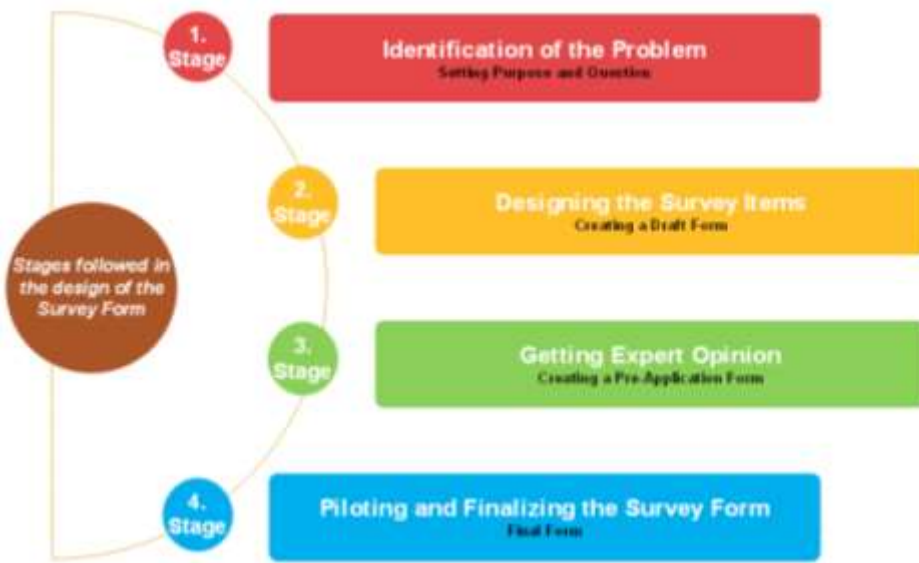 1.
Stage
Identification of the Problem
Setting Purpose and Question
2.
Stage
Designing the Survey Items
Creating a Draft Form
Stages followed in
the design of the
Survey Form
3.
Stage
Getting Expert Opinion
Creating a Pre-Application Form
4.
Stage
Piloting and Finalizing the Survey Form
Final Form